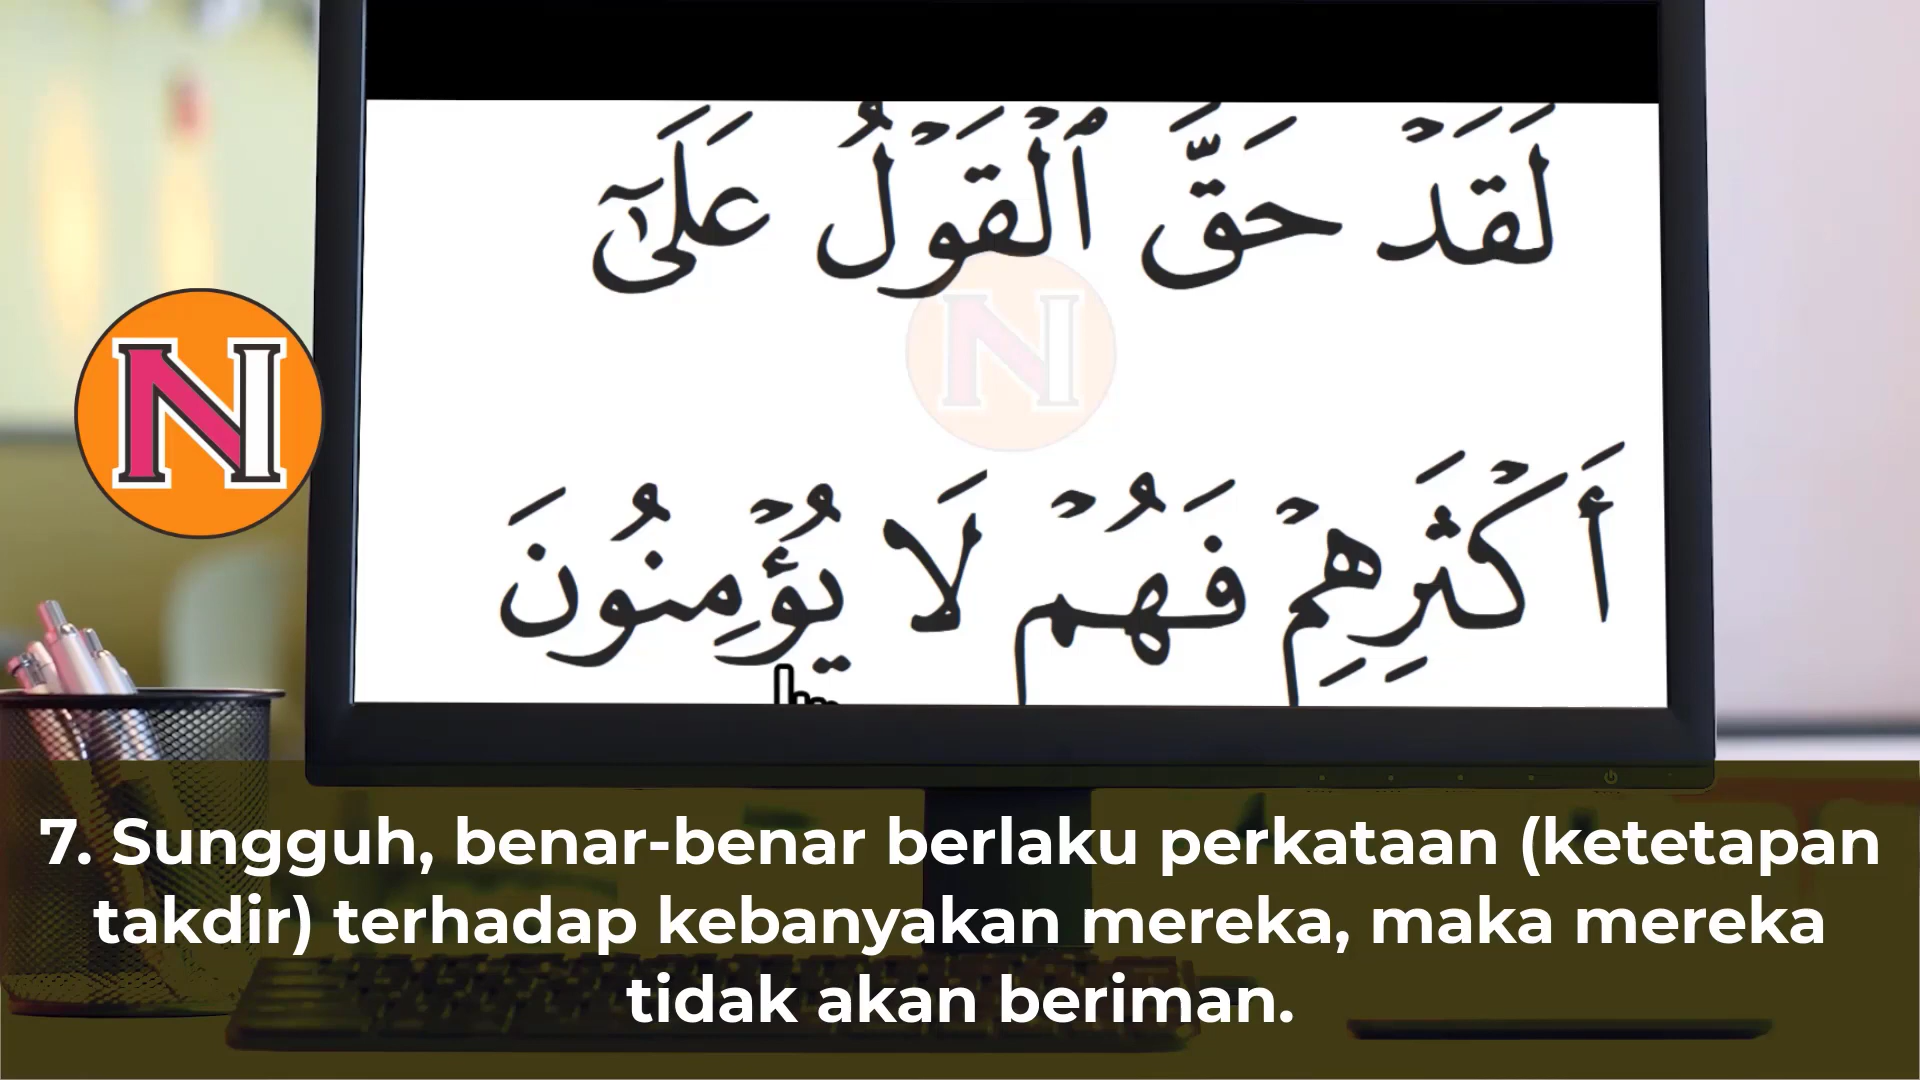 لَقَدۡ حَقَّ ٱلۡقَوۡلُ عَلَىٰٓ
أَكۡثَرِهِمۡ فَهُمۡ لَا يُؤۡمِنُونَ
N
N
7. Sungguh, benar-benar berlaku perkataan (ketetapan
takdir) terhadap kebanyakan mereka, maka mereka
tidak akan beriman.